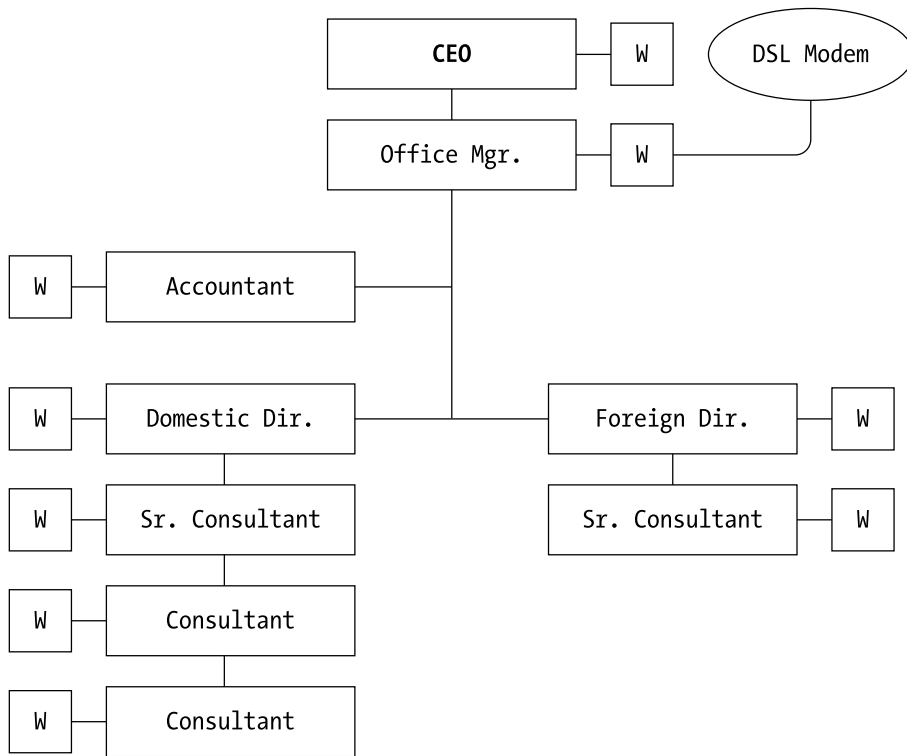 CEO
W
DSL Modem
Office Mgr.
W
W
Accountant
W
Domestic Dir.
Foreign Dir.
W
W
Sr. Consultant
Sr. Consultant
W
W
Consultant
W
Consultant